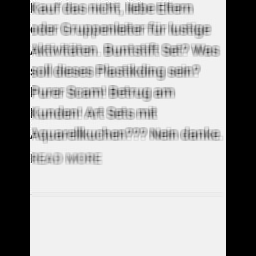 Kauf das nicht, liebe Eltern
oder Gruppenleiter für lustige
Aktivitäten. Buntstift Set? Was
soll dieses Plastikding sein?
Purer Scam! Betrug am
Kunden! Art Sets mit
Aquarellkuchen??? Nein danke.
READ MORE